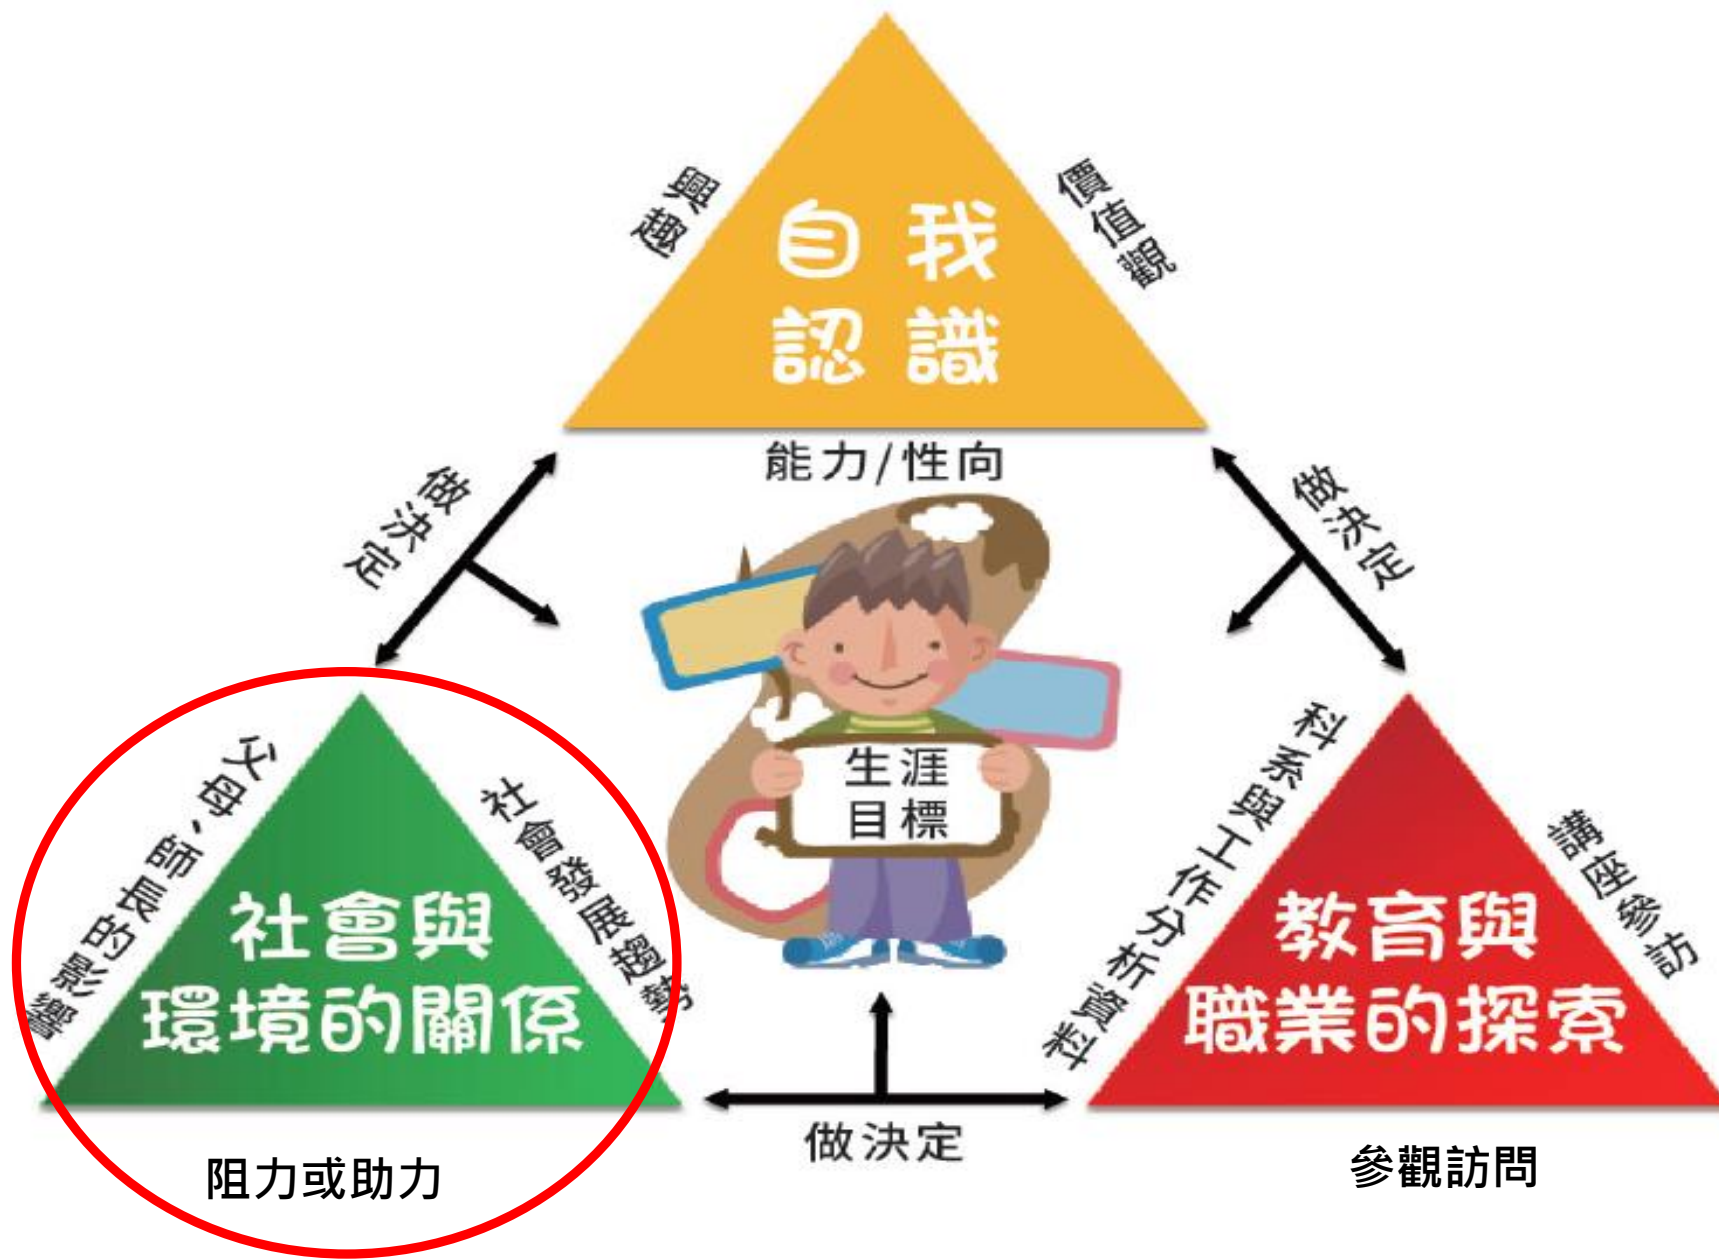 興趣
價值觀
自我
認識
能力/性向
做決定
做決定
生涯
目標
父母、師長的影響
社會發展趨勢
社會與
環境的關係
阻力或助力
做決定
科系與工作分析資料
講座參訪
教育與
職業的探索
參觀訪問